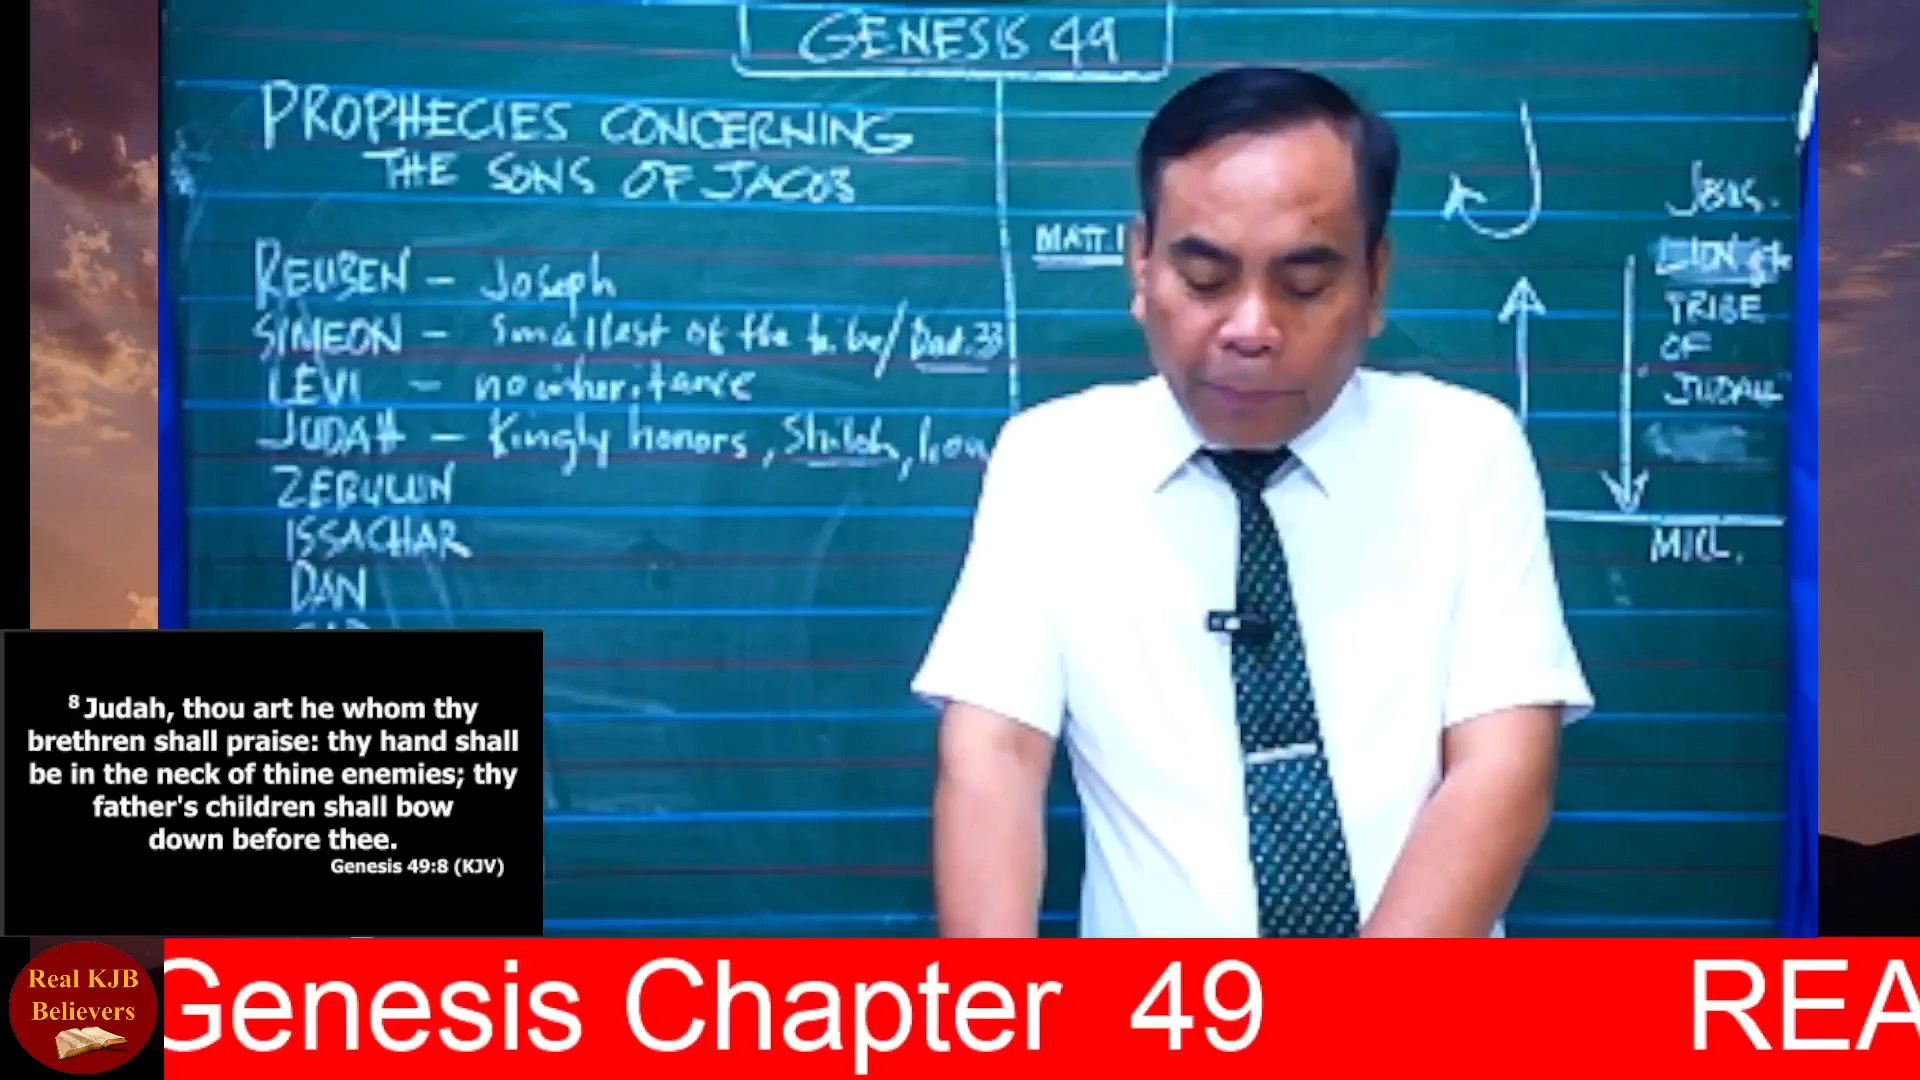 GENESIS 49
PROPHECIES CONCERNING
THE SONS OF JACOB
REUBEN - Joseph
SIMEON - Smallest of the tribe/
LEVI - no inheritance
JUDAH - Kingly honors, Shiloh,
ZEBULUN
ISSACHAR
DAN
MATT. 1
Jesus.
LION of the
TRIBE
OF
JUDAH"
MILL.
8 Judah, thou art he whom thy
brethren shall praise: thy hand shall
be in the neck of thine enemies; thy
father's children shall bow
down before thee.
Genesis 49:8 (KJV)
Real KJB
Believers
Genesis Chapter 49
REA